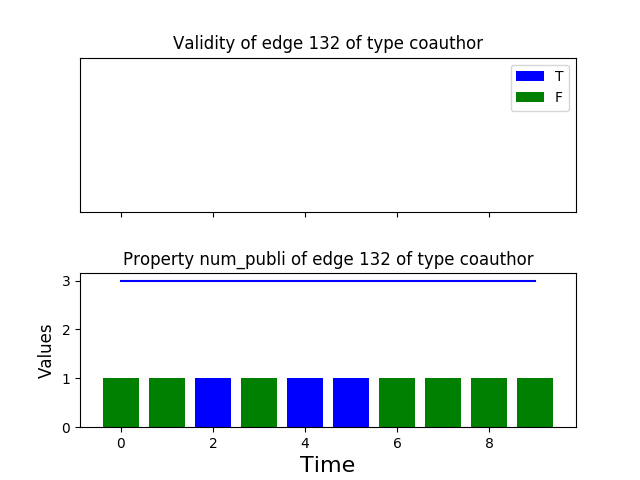 Validity of edge 132 of type coauthor
T
F
Property num_publi of edge 132 of type coauthor
3
2
1
0
Values
0 2 4 6 8
Time